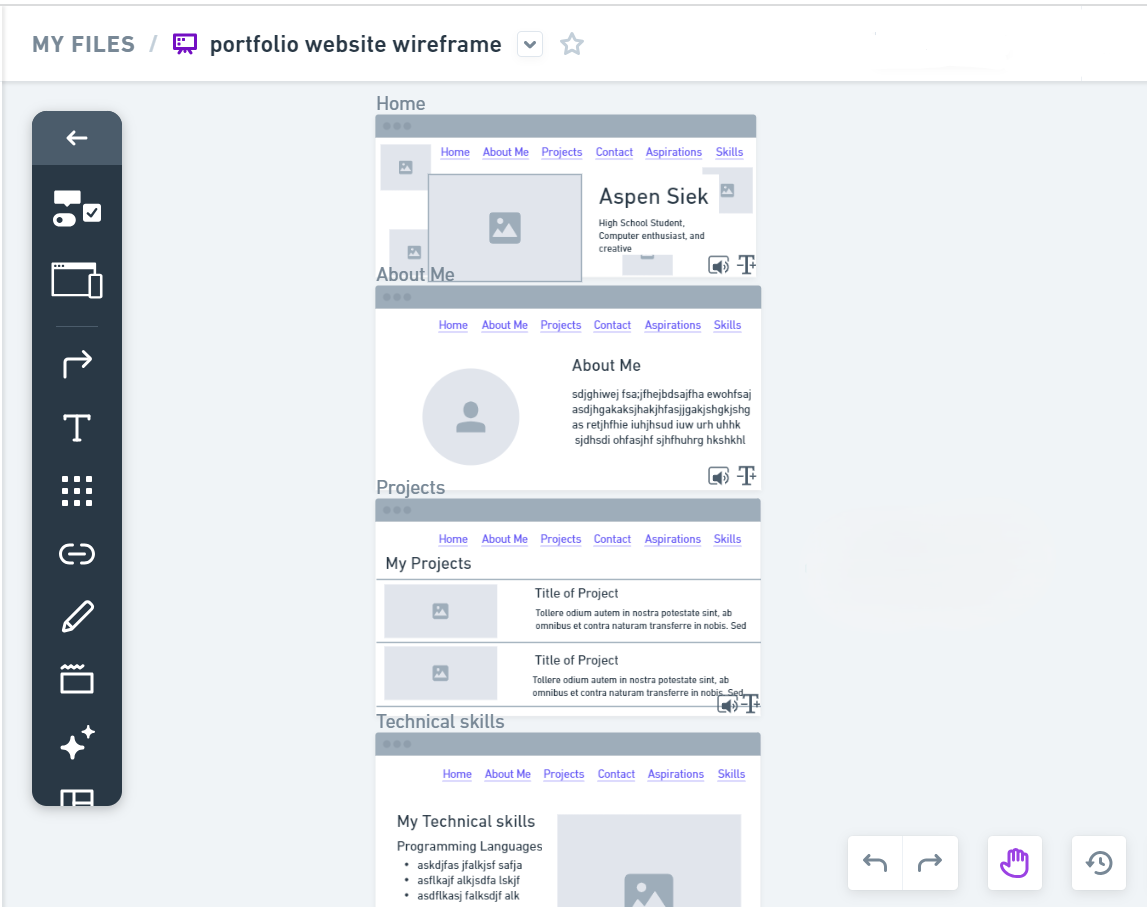 MY FILES / portfolio website wireframe
Home
Home About Me Projects Contact Aspirations Skills
Aspen Siek
High School Student,
Computer enthusiast, and
creative
About Me
Home About Me Projects Contact Aspirations Skills
About Me
sdjghiwej fsa;jfhejbdsajfha ewohfsaj
asdjhgakaksjhakjhfasjjgakjshgkjshg
as retjhfhie iuhjhsud iuw urh uhhk
sjdhsdi ohfasjhf sjhfhuhrg hkshkhl
Projects
Home About Me Projects Contact Aspirations Skills
My Projects
Title of Project
Tollere odium autem in nostra potestate sint, ab
omnibus et contra naturam transferre in nobis. Sed
Title of Project
Tollere odium autem in nostra potestate sint, ab
omnibus et contra naturam transferre in nobis. Sed
Technical skills
Home About Me Projects Contact Aspirations Skills
My Technical skills
Programming Languages
• askdjfas jfalkjsf safja
• asflkajf alkjsdfa lskjf
• asdflkasj falksdjf alk